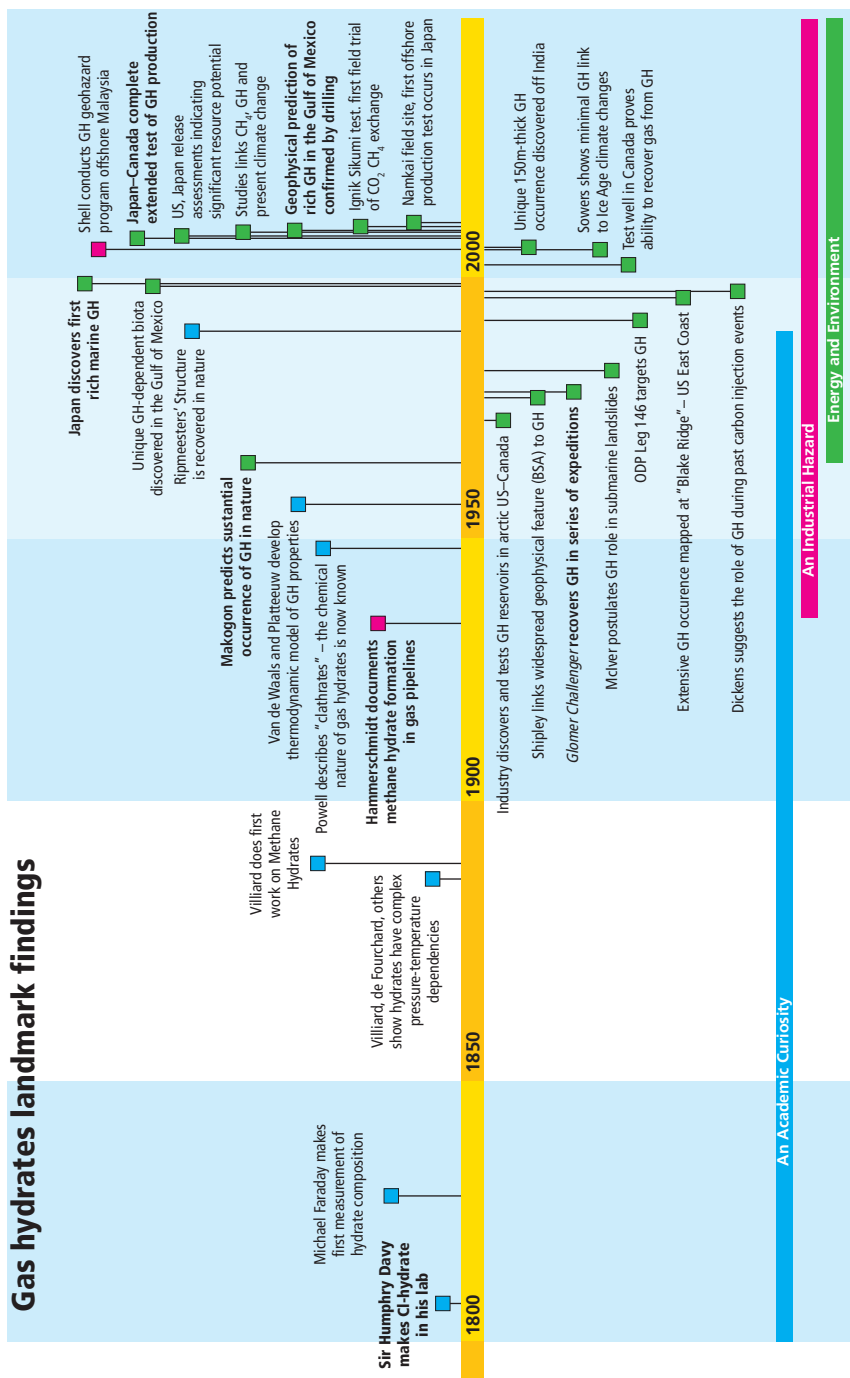 Gas hydrates landmark findings
Sir Humphry Davy
makes Cl-hydrate
in his lab
Michael Faraday makes
first measurement of
hydrate composition
Villiard, de Fourchard, others
show hydrates have complex
pressure-temperature
dependencies
Villiard does first
work on Methane
Hydrates
Hammerschmidt documents
methane hydrate formation
in gas pipelines
Powell describes “clathrates” – the chemical
nature of gas hydrates is now known
Van de Waals and Platteeuw develop
thermodynamic model of GH properties
Makogon predicts sustantial
occurrence of GH in nature
Ripmeesters’ Structure
is recovered in nature
Unique GH-dependent biota
discovered in the Gulf of Mexico
Japan discovers first
rich marine GH
Shell conducts GH geohazard
program offshore Malaysia
Japan–Canada complete
extended test of GH production
US, Japan release
assessments indicating
significant resource potential
Studies links CH4, GH and
present climate change
Geophysical prediction of
rich GH in the Gulf of Mexico
confirmed by drilling
Ignik Sikumi test. first field trial
of CO2 CH4 exchange
Namkai field site, first offshore
production test occurs in Japan
1800
1850
1900
1950
2000
Industry discovers and tests GH reservoirs in arctic US–Canada
Shipley links widespread geophysical feature (BSA) to GH
Glomer Challenger recovers GH in series of expeditions
McIver postulates GH role in submarine landslides
ODP Leg 146 targets GH
Extensive GH occurence mapped at “Blake Ridge”– US East Coast
Dickens suggests the role of GH during past carbon injection events
Unique 150m-thick GH
occurrence discovered off India
Sowers shows minimal GH link
to Ice Age climate changes
Test well in Canada proves
ability to recover gas from GH
An Academic Curiosity
An Industrial Hazard
Energy and Environment